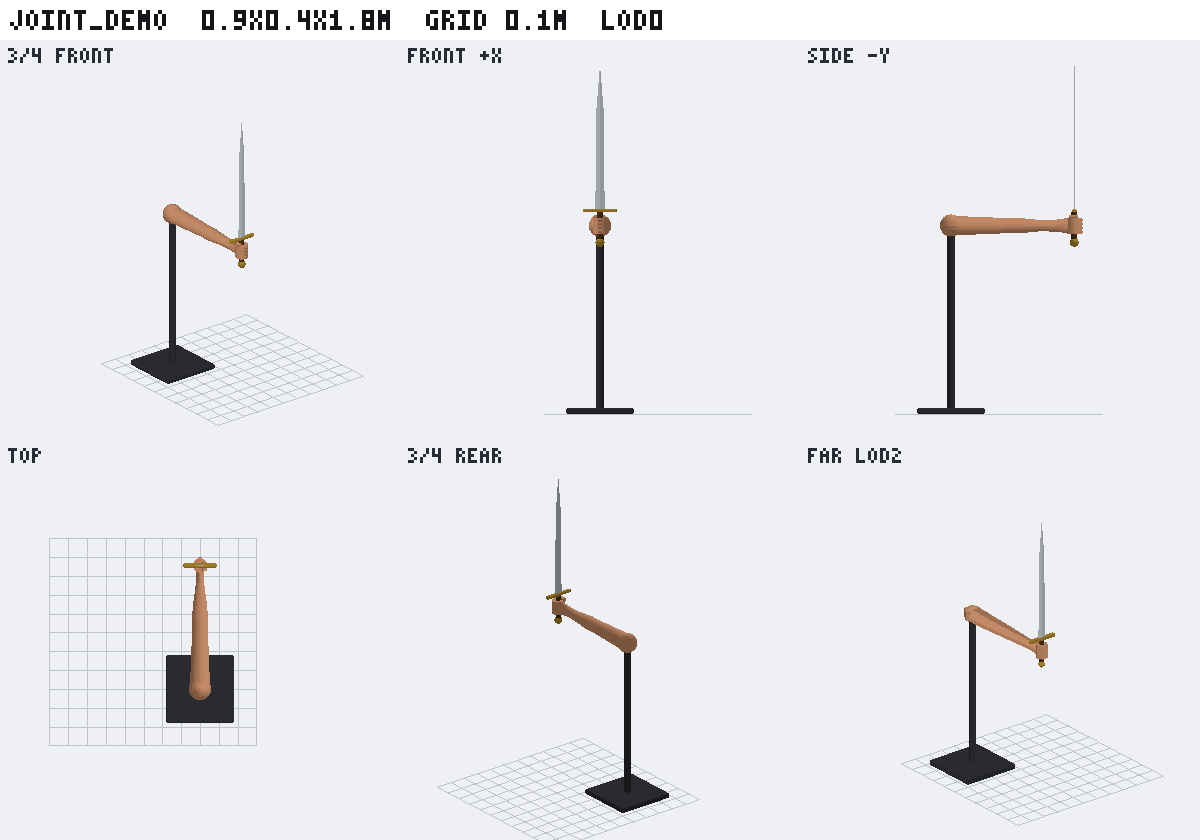 JOINT_DEMO 0.9X0.4X1.8M GRID 0.1M LOD0
3/4 FRONT
FRONT +X
SIDE -Y
TOP
3/4 REAR
FAR LOD2